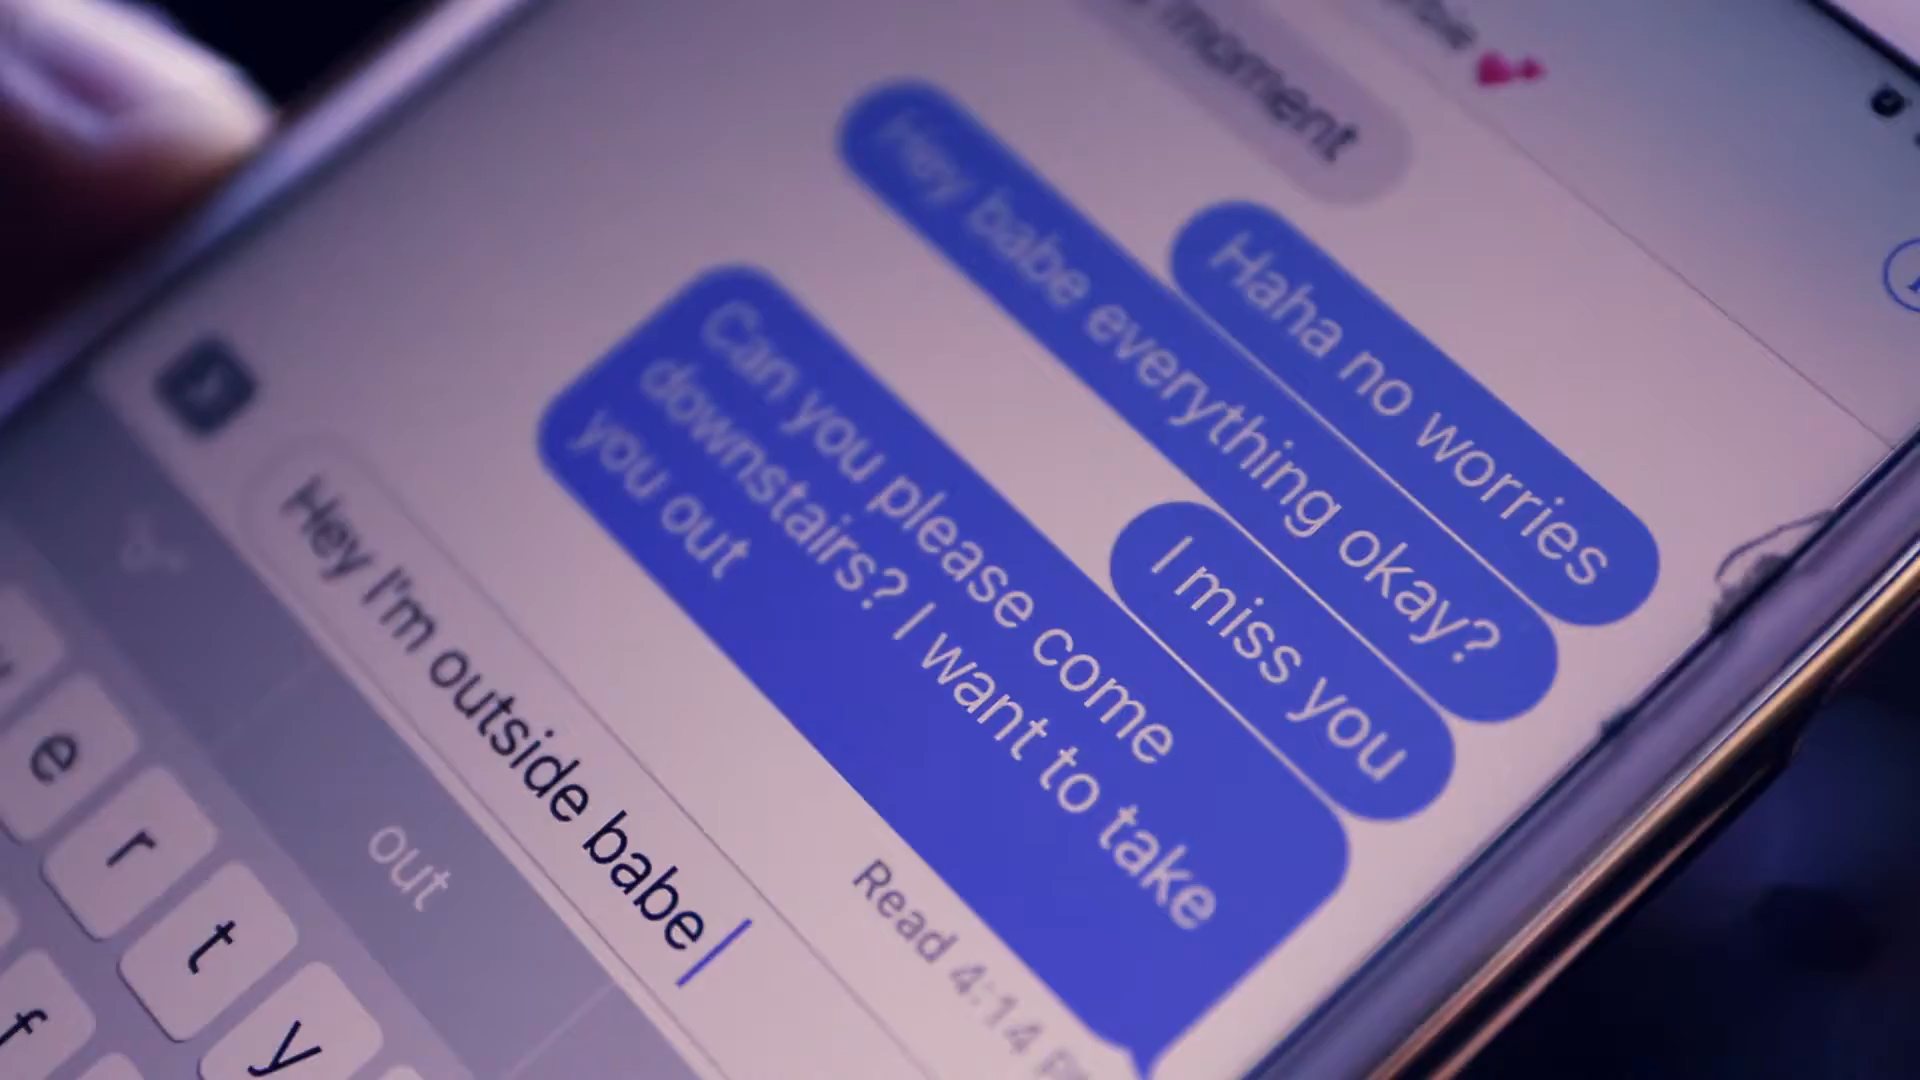 moment
Haha no worries
Hey babe everything okay?
I miss you
Can you please come
downstairs? I want to take
you out
Read 4:14
Hey I'm outside babe
out
e r t y
f